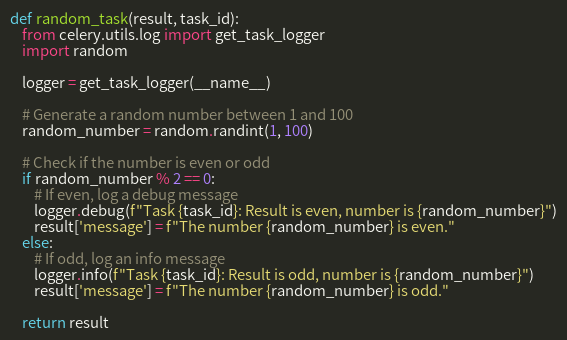 def random_task(result, task_id):
    from celery.utils.log import get_task_logger
    import random

    logger = get_task_logger(__name__)

    # Generate a random number between 1 and 100
    random_number = random.randint(1, 100)

    # Check if the number is even or odd
    if random_number % 2 == 0:
        # If even, log a debug message
        logger.debug(f"Task {task_id}: Result is even, number is {random_number}")
        result['message'] = f"The number {random_number} is even."
    else:
        # If odd, log an info message
        logger.info(f"Task {task_id}: Result is odd, number is {random_number}")
        result['message'] = f"The number {random_number} is odd."

    return result